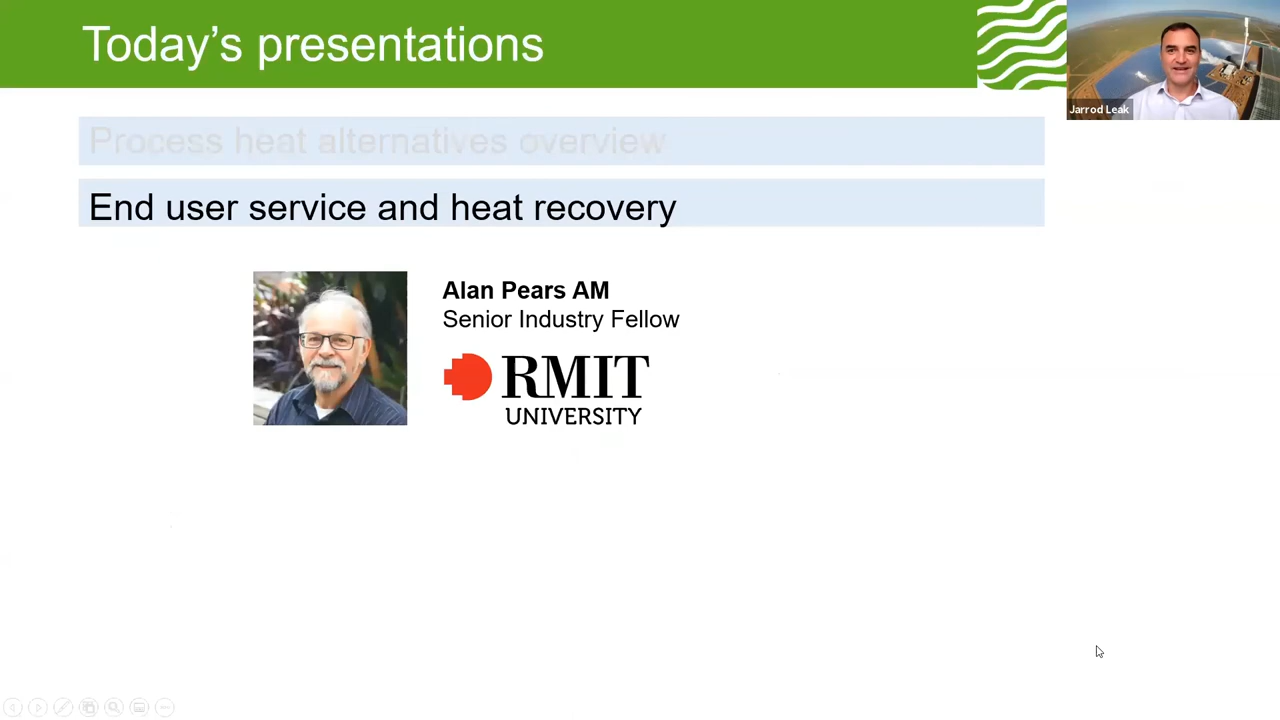 Today's presentations
Jarrod Leak
Process heat alternatives overview
End user service and heat recovery
Alan Pears AM
Senior Industry Fellow
RMIT
UNIVERSITY